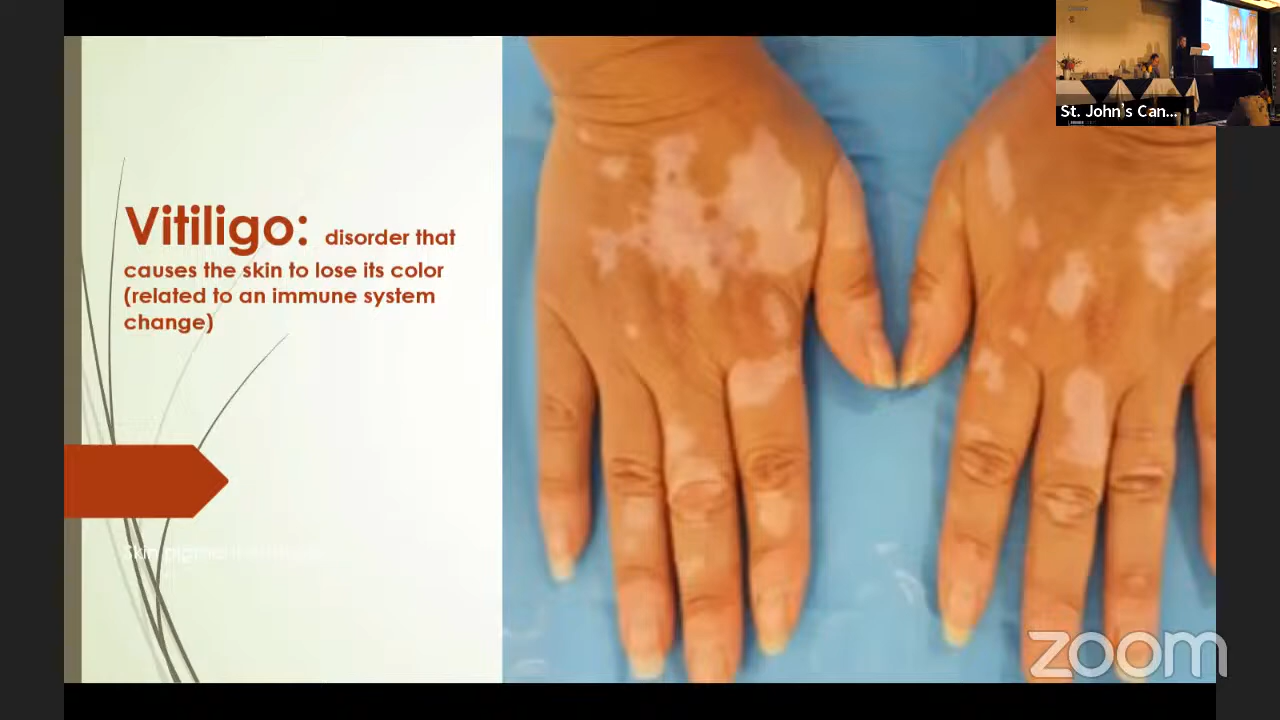 St. John's Can...
Vitiligo: disorder that
causes the skin to lose its color
(related to an immune system
change)
Skin
zoom